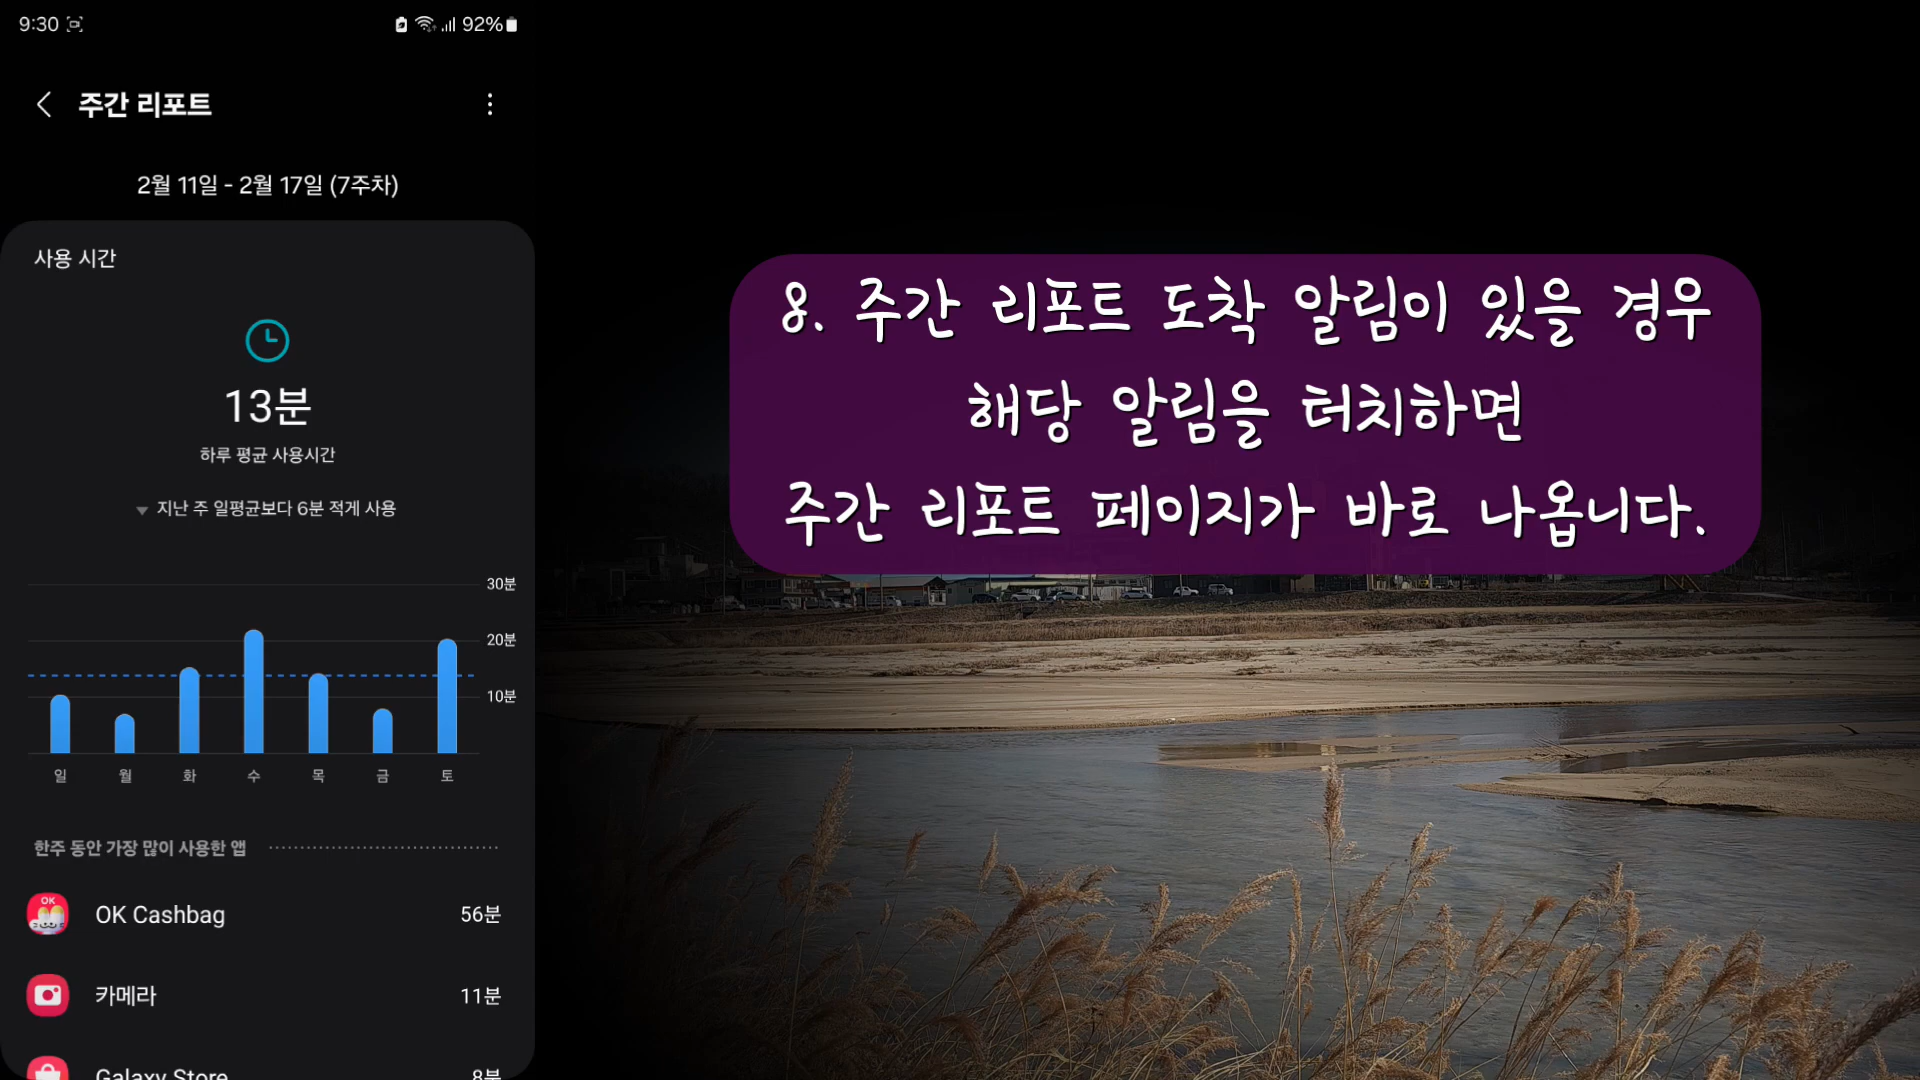 9:30
92%
주간 리포트
2월 11일 - 2월 17일 (7주차)
사용 시간
13분
하루 평균 사용시간
지난 주 일평균보다 6분 적게 사용
30분
20분
10분
일 월 화 수 목 금 토
한주 동안 가장 많이 사용한 앱
OK
OK Cashbag 56분
카메라 11분
Galaxy Store 8분
8. 주간 리포트 도착 알림이 있을 경우
해당 알림을 터치하면
주간 리포트 페이지가 바로 나옵니다.